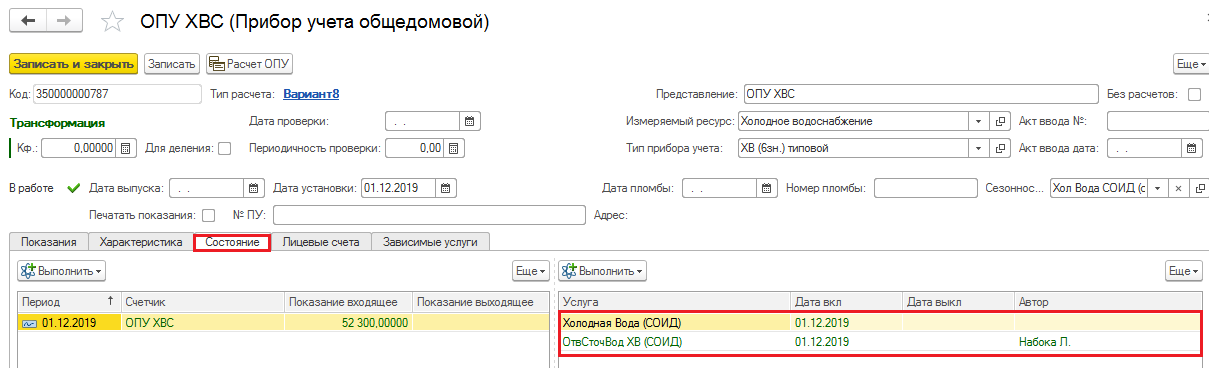 ОПУ ХВС (Прибор учета общедомовой)
Записать и закрыть Записать Расчет ОПУ Еще
Код: 350000000787 Тип расчета: Вариант8 Представление: ОПУ ХВС Без расчетов:
Трансформация Дата проверки: . . Измеряемый ресурс: Холодное водоснабжение Акт ввода №:
Кф.: 0,00000 Для деления: Периодичность проверки: 0,00 Тип прибора учета: ХВ (6зн.) типовой Акт ввода дата: . .
В работе Дата выпуска: . . Дата установки: 01.12.2019 Дата пломбы: . . Номер пломбы: Сезоннос... Хол Вода СОИД (с
Печатать показания: № ПУ: Адрес:
Показания Характеристика Состояние Лицевые счета Зависимые услуги
Выполнить Еще Выполнить Еще
Период Счетчик Показание входящее Показание выходящее Услуга Дата вкл Дата выкл Автор
01.12.2019 ОПУ ХВС 52 300,00000 Холодная Вода (СОИД) 01.12.2019
ОтвСточВод ХВ (СОИД) 01.12.2019 Набока Л.